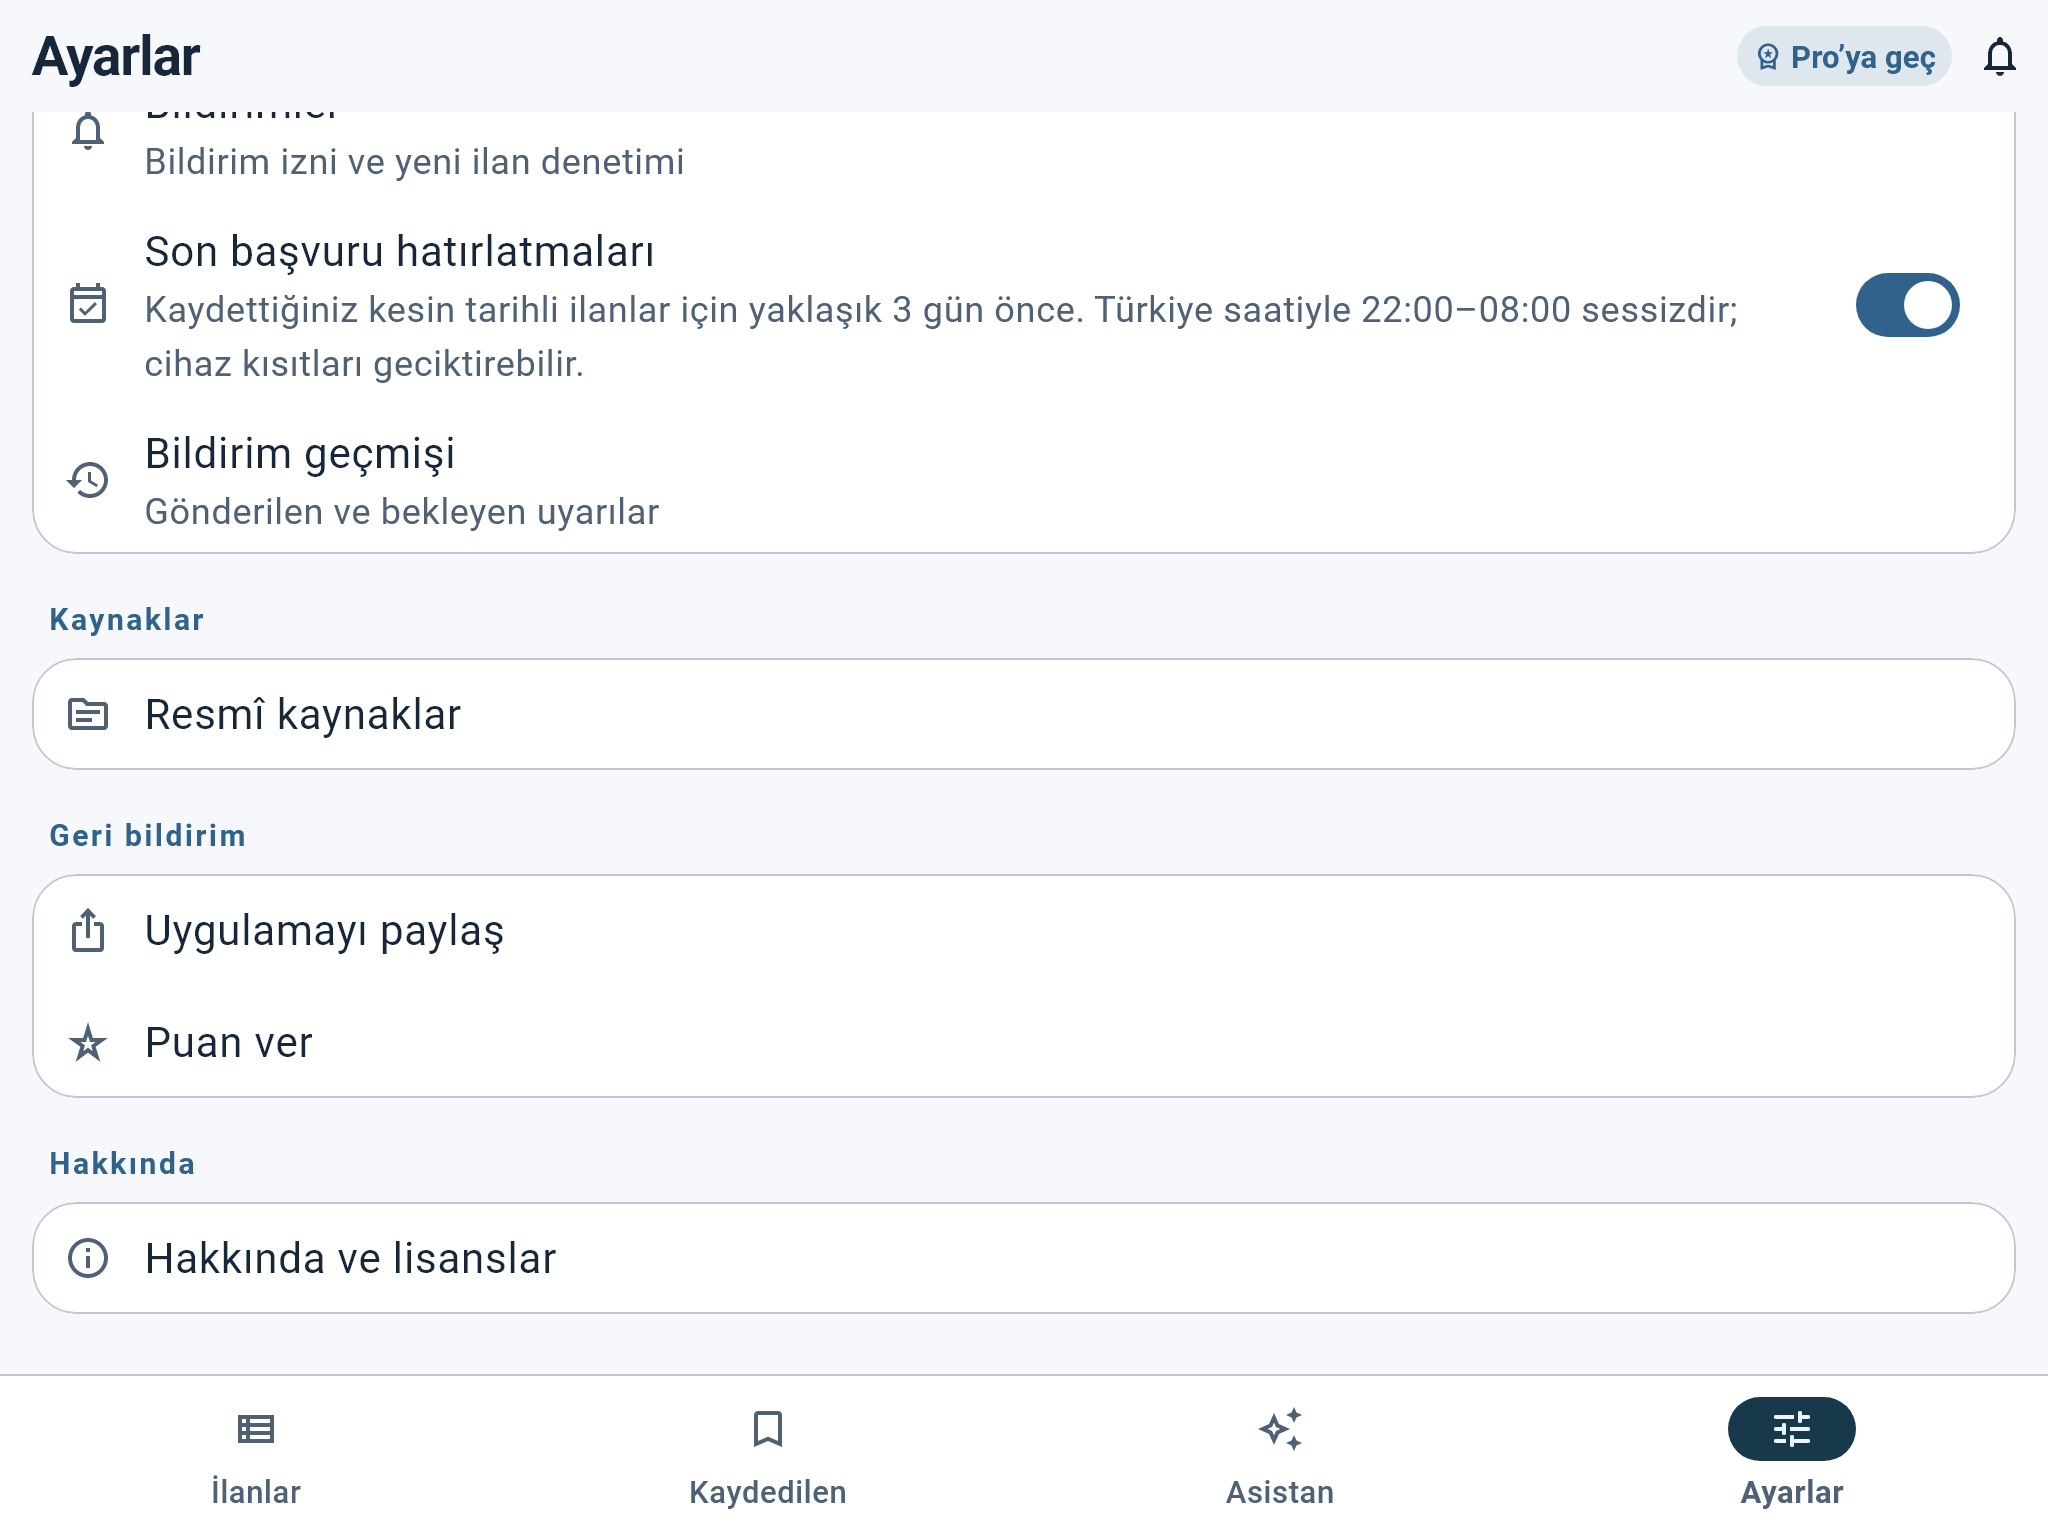 Ayarlar
Pro’ya geç
Bildirimler
Bildirim izni ve yeni ilan denetimi
Son başvuru hatırlatmaları
Kaydettiğiniz kesin tarihli ilanlar için yaklaşık 3 gün önce. Türkiye saatiyle 22:00–08:00 sessizdir;
cihaz kısıtları geciktirebilir.
Bildirim geçmişi
Gönderilen ve bekleyen uyarılar
Kaynaklar
Resmî kaynaklar
Geri bildirim
Uygulamayı paylaş
Puan ver
Hakkında
Hakkında ve lisanslar
İlanlar
Kaydedilen
Asistan
Ayarlar